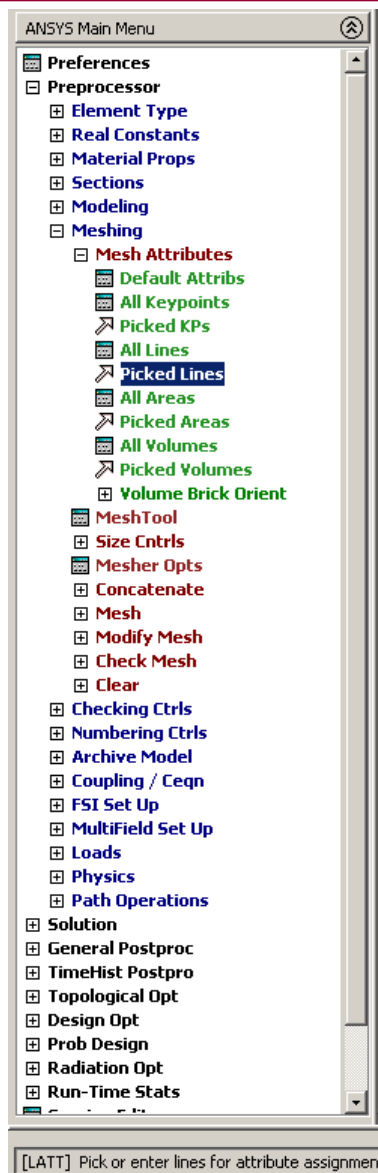 ANSYS Main Menu
Preferences
Preprocessor
Element Type
Real Constants
Material Props
Sections
Modeling
Meshing
Mesh Attributes
Default Attribs
All Keypoints
Picked KPs
All Lines
Picked Lines
All Areas
Picked Areas
All Volumes
Picked Volumes
Volume Brick Orient
MeshTool
Size Cntrls
Mesher Opts
Concatenate
Mesh
Modify Mesh
Check Mesh
Clear
Checking Ctrls
Numbering Ctrls
Archive Model
Coupling / Ceqn
FSI Set Up
MultiField Set Up
Loads
Physics
Path Operations
Solution
General Postproc
TimeHist Postpro
Topological Opt
Design Opt
Prob Design
Radiation Opt
Run-Time Stats
[LATT] Pick or enter lines for attribute assignmen